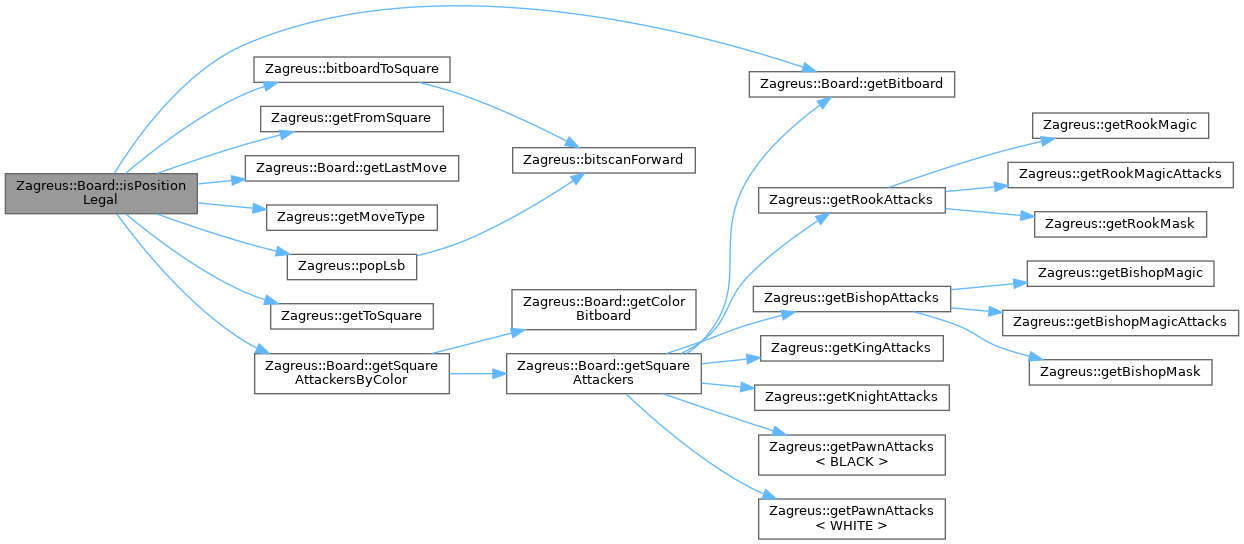 Zagreus::Board::isPosition
Legal
Zagreus::bitboardToSquare
Zagreus::getFromSquare
Zagreus::Board::getLastMove
Zagreus::getMoveType
Zagreus::popLsb
Zagreus::getToSquare
Zagreus::Board::getSquare
AttackersByColor
Zagreus::bitscanForward
Zagreus::Board::getColor
Bitboard
Zagreus::Board::getSquare
Attackers
Zagreus::Board::getBitboard
Zagreus::getRookAttacks
Zagreus::getBishopAttacks
Zagreus::getKingAttacks
Zagreus::getKnightAttacks
Zagreus::getPawnAttacks
< BLACK >
Zagreus::getPawnAttacks
< WHITE >
Zagreus::getRookMagic
Zagreus::getRookMagicAttacks
Zagreus::getRookMask
Zagreus::getBishopMagic
Zagreus::getBishopMagicAttacks
Zagreus::getBishopMask